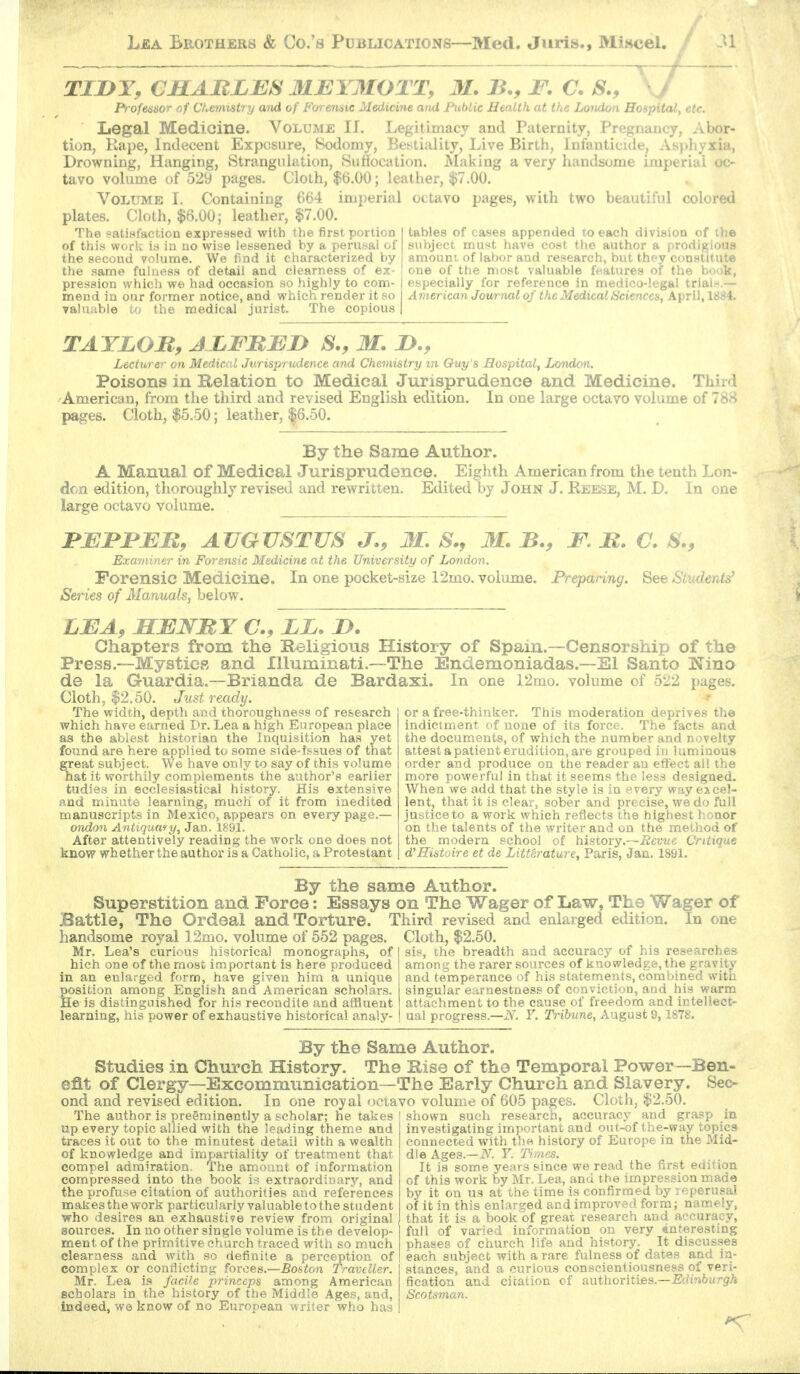 LEA BROTHERS & CO.'S PUBLICATIONS—Med. Juris., Miscel. 31
TIDY, CHARLES MEYMOTT, M. B., F. C. S.,
Professor of Chemistry and of Forensic Medicine and Public Health at the London Hospital, etc.
Legal Medicine. VOLUME II. Legitimacy and Paternity, Pregnancy, Abor-
tion, Rape, Indecent Exposure, Sodomy, Bestiality, Live Birth, Infanticide, Asphyxia,
Drowning, Hanging, Strangulation, Suffocation. Making a very handsome imperial oc-
tavo volume of 529 pages. Cloth, $6.00; leather, $7.00.
VOLUME I. Containing 664 imperial octavo pages, with two beautiful colored
plates. Cloth, $6.00; leather, $7.00.
The satisfaction expressed with the first portion
of this work is in no wise lessened by a perusal of
the second volume. We find it characterized by
the same fulness of detail and clearness of ex-
pression which we had occasion so highly to com-
mend in our former notice, and which render it so
valuable to the medical jurist. The copious
tables of cases appended to each division of the
subject must have cost the author a prodigious
amount of labor and research, but they constitute
one of the most valuable features of the book,
especially for reference in medico-legal trials.—
American Journal of the Medical Sciences, April, 1884.
TAYLOR, ALFRED S., M. D.,
Lecturer on Medical Jurisprudence and Chemistry in Guy's Hospital, London.
Poisons in Relation to Medical Jurisprudence and Medicine. Third
American, from the third and revised English edition. In one large octavo volume of 788
pages. Cloth, $5.50; leather, $6.50.
By the Same Author.
A Manual of Medical Jurisprudence. Eighth American from the tenth Lon-
don edition, thoroughly revised and rewritten. Edited by JOHN J. REESE, M. D. In one
large octavo volume.
PEPPER, AUGUSTUS J., M. S., M. B., F. R. C. S.,
Examiner in Forensic Medicine at the University of London.
Forensic Medicine. In one pocket-size 12mo. volume. Preparing. See Students'
Series of Manuals, below.
LEA, HENRY C., LL. D.
Chapters from the Religious History of Spain.—Censorship of the
Press.—Mystics and Illuminati.—The Endemoniadas.—El Santo Nino
de la Guardia.—Brianda de Bardaxi. In one 12mo. volume of 522 pages.
Cloth, $2.50. Just ready.
The width, depth and thoroughness of research
which have earned Dr. Lea a high European place
as the ablest historian the Inquisition has yet
found are here applied to some side-issues of that
great subject. We have only to say of this volume
hat it worthily complements the author's earlier
tudies in ecclesiastical history. His extensive
and minute learning, much of it from inedited
manuscripts in Mexico, appears on every page.—
ondon Antiquary, Jan. 1891.
After attentively reading the work one does not
know whether the author is a Catholic, a Protestant
or a free-thinker. This moderation deprives the
indictment of none of its force. The facts and
the documents, of which the number and novelty
attest a patient erudition, are grouped in luminous
order and produce on the reader an effect all the
more powerful in that it seems the less designed.
When we add that the style is in every way excel-
lent, that it is clear, sober and precise, we do full
justice to a work which reflects the highest honor
on the talents of the writer and on the method of
the modern school of history.—Revue Critique
d'Histoire et de Littérature, Paris, Jan. 1891.
By the same Author.
Superstition and Force: Essays on The Wager of Law, The Wager of
Battle, The Ordeal and Torture. Third revised and enlarged edition. In one
handsome royal 12mo. volume of 552 pages. Cloth, $2.50.
Mr. Lea's curious historical monographs, of
hich one of the most important is here produced
in an enlarged form, have given him a unique
position among English and American scholars.
He is distinguished for his recondite and affluent
learning, his power of exhaustive historical analy-
sis, the breadth and accuracy of his researches
among the rarer sources of knowledge, the gravity
and temperance of his statements, combined with
singular earnestness of conviction, and his warm
attachment to the cause of freedom and intellect-
ual progress.—N. Y. Tribune, August 9, 1878.
By the Same Author.
Studies in Church History. The Rise of the Temporal Power—Ben-
efit of Clergy—Excommunication—The Early Church and Slavery. Sec-
ond and revised edition. In one royal octavo volume of 605 pages. Cloth, $2.50.
The author is preëminently a scholar; he takes
up every topic allied with the leading theme and
traces it out to the minutest detail with a wealth
of knowledge and impartiality of treatment that
compel admiration. The amount of information
compressed into the book is extraordinary, and
the profuse citation of authorities and references
makes the work particularly valuable to the student
who desires an exhaustive review from original
sources. In no other single volume is the develop-
ment of the primitive church traced with so much
clearness and with so definite a perception of
complex or conflicting forces.—Boston Traveller.
Mr. Lea is facile princeps among American
scholars in the history of the Middle Ages, and,
indeed, we know of no European writer who has
shown such research, accuracy and grasp in
investigating important and out-of the-way topics
connected with the history of Europe in the Mid-
dle Ages.—N. Y. Times.
It is some years since we read the first edition
of this work by Mr. Lea, and the impression made
by it on us at the time is confirmed by reperusal
of it in this enlarged and improved form; namely,
that it is a book of great research and accuracy,
full of varied information on very interesting
phases of church life and history. It discusses
each subject with a rare fulness of dates and in-
stances, and a curious conscientiousness of veri-
fication and citation of authorities.—Edinburgh
Scotsman.